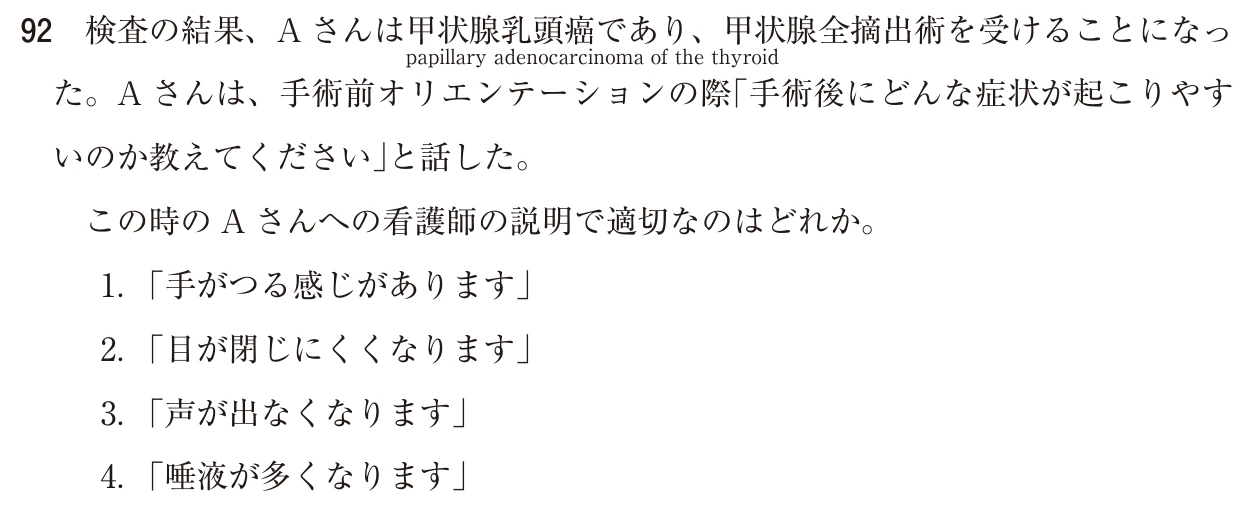 92　検査の結果、A さんは甲状腺乳頭癌であり、甲状腺全摘出術を受けることになっ
papillary adenocarcinoma of the thyroid
た。A さんは、手術前オリエンテーションの際「手術後にどんな症状が起こりやす
いのか教えてください」と話した。
この時の A さんへの看護師の説明で適切なのはどれか。
1. 「手がつる感じがあります」
2. 「目が閉じにくくなります」
3. 「声が出なくなります」
4. 「唾液が多くなります」